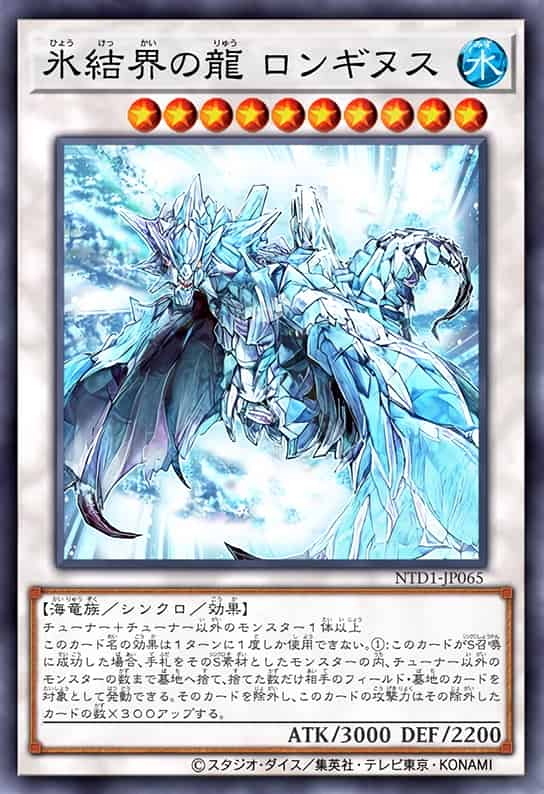 氷結界の龍 ロンギヌス
水
NTD1-JP065
【海竜族／シンクロ／効果】
チューナー＋チューナー以外のモンスター１体以上
このカード名の効果は１ターンに１度しか使用できない。①：このカードがS召喚
に成功した場合、手札をそのS素材としたモンスターの内、チューナー以外の
モンスターの数まで墓地へ捨て、捨てた数だけ相手のフィールド・墓地のカードを
対象として発動できる。そのカードを除外し、このカードの攻撃力はその除外した
カードの数×３００アップする。
ATK/3000 DEF/2200
©スタジオ・ダイス／集英社・テレビ東京・KONAMI